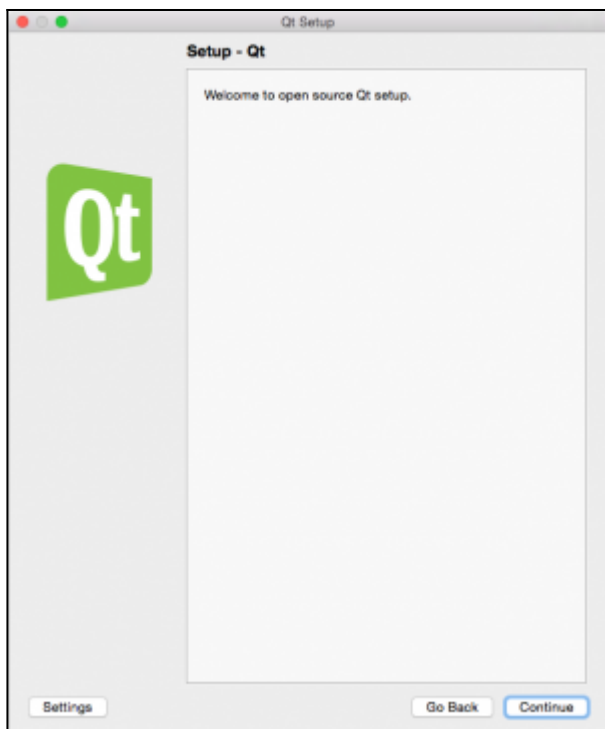 Qt Setup
Setup - Qt
Welcome to open source Qt setup.
Qt
Settings
Go Back
Continue